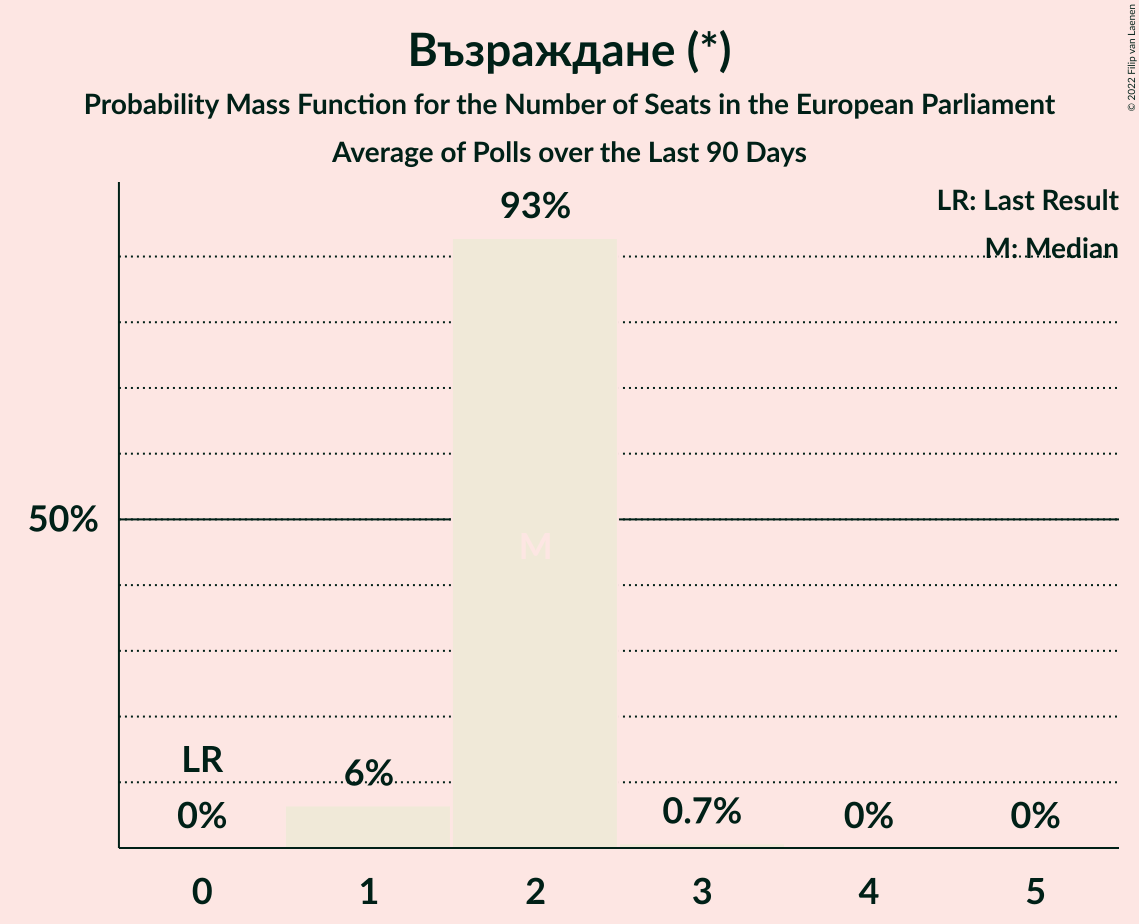 Възраждане (*)
Probability Mass Function for the Number of Seats in the European Parliament
Average of Polls over the Last 90 Days
© 2022 Filip van Laenen
LR: Last Result
M: Median
93%
50%
M
LR
0%
6%
0.7%
0%
0%
0 1 2 3 4 5